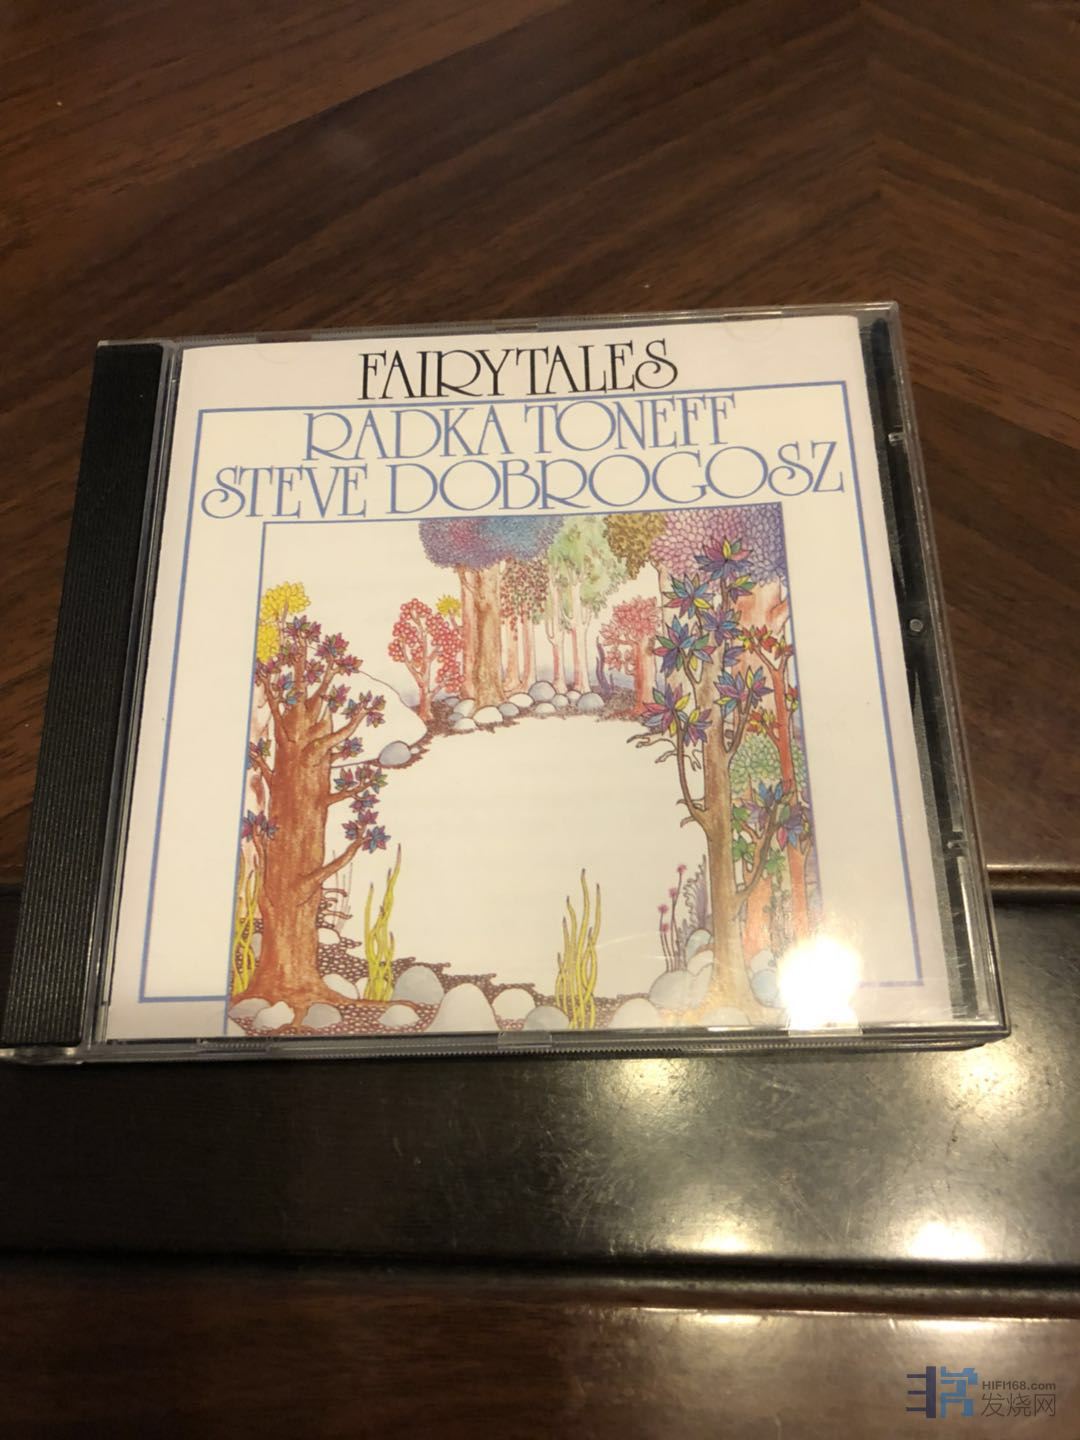 FAIRYTALES
RADKA TONEFF
STEVE DOBROGOSZ
HIFI168.com
发烧网